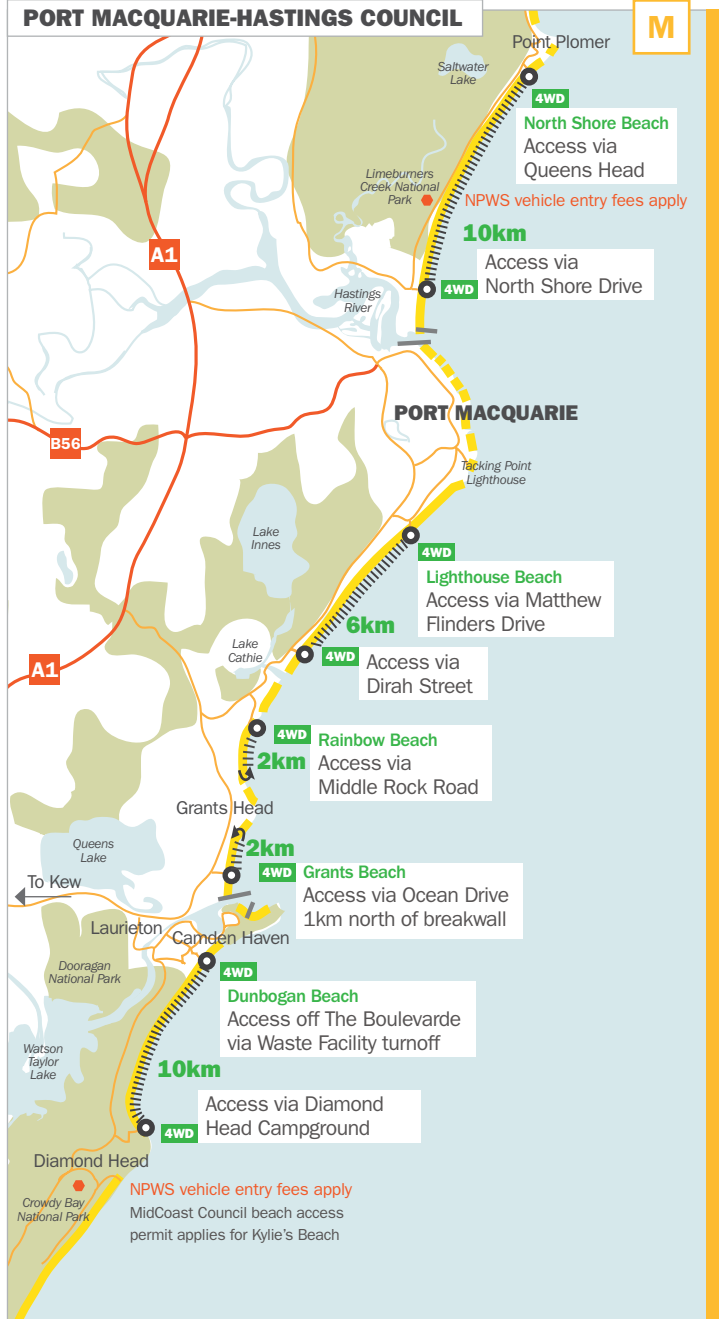 PORT MACQUARIE-HASTINGS COUNCIL
M
Point Plomer
Saltwater
Lake
4WD
North Shore Beach
Access via
Queens Head
Limeburners
Creek National
Park
NPWS vehicle entry fees apply
10km
A1
Access via
North Shore Drive
4WD
Hastings
River
PORT MACQUARIE
B56
Tacking Point
Lighthouse
Lake
Innes
4WD
Lighthouse Beach
Access via Matthew
Flinders Drive
6km
Lake
Cathie
4WD
Access via
Dirah Street
A1
4WD
Rainbow Beach
2km
Access via
Middle Rock Road
Grants Head
Queens
Lake
2km
4WD
Grants Beach
Access via Ocean Drive
1km north of breakwall
To Kew
Laurieton
Camden Haven
Dooragan
National Park
4WD
Dunbogan Beach
Access off The Boulevarde
via Waste Facility turnoff
Watson
Taylor
Lake
10km
Access via Diamond
Head Campground
4WD
Diamond Head
Crowdy Bay
National Park
NPWS vehicle entry fees apply
MidCoast Council beach access
permit applies for Kylie's Beach